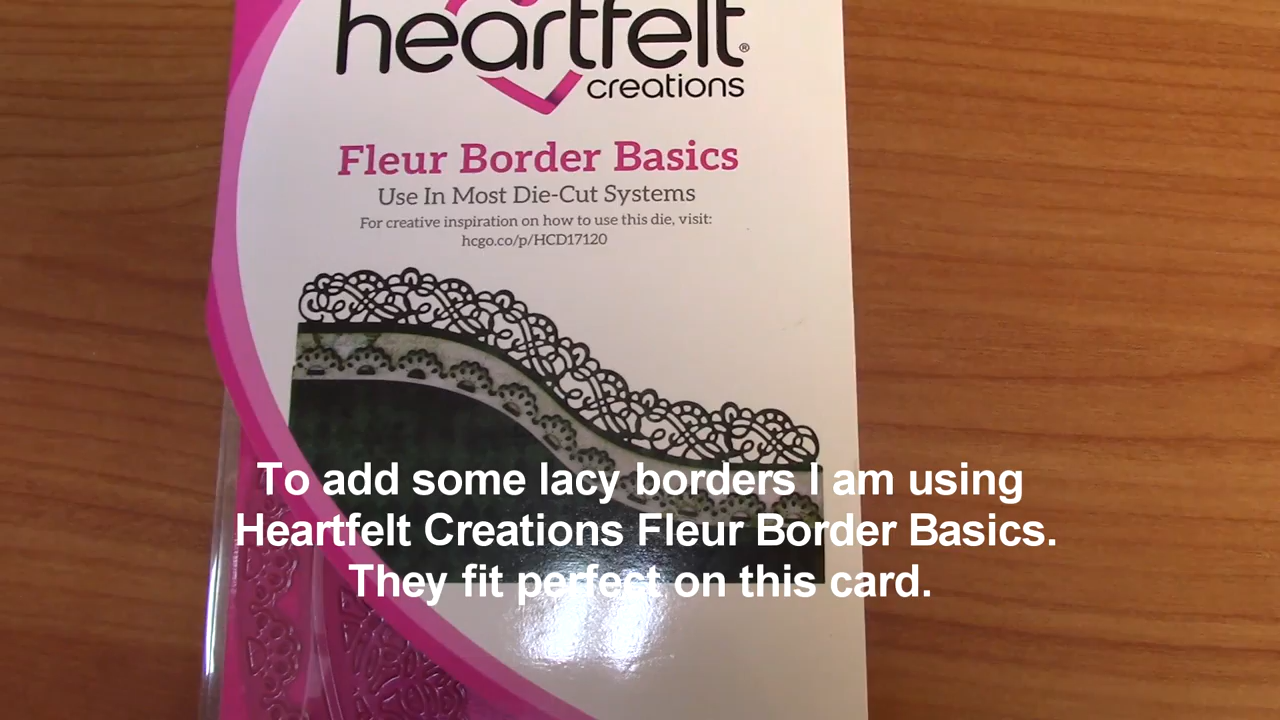 heartfelt®
creations
Fleur Border Basics
Use In Most Die-Cut Systems
For creative inspiration on how to use this die, visit:
hcgo.co/p/HCD17120
To add some lacy borders I am using
Heartfelt Creations Fleur Border Basics.
They fit perfect on this card.